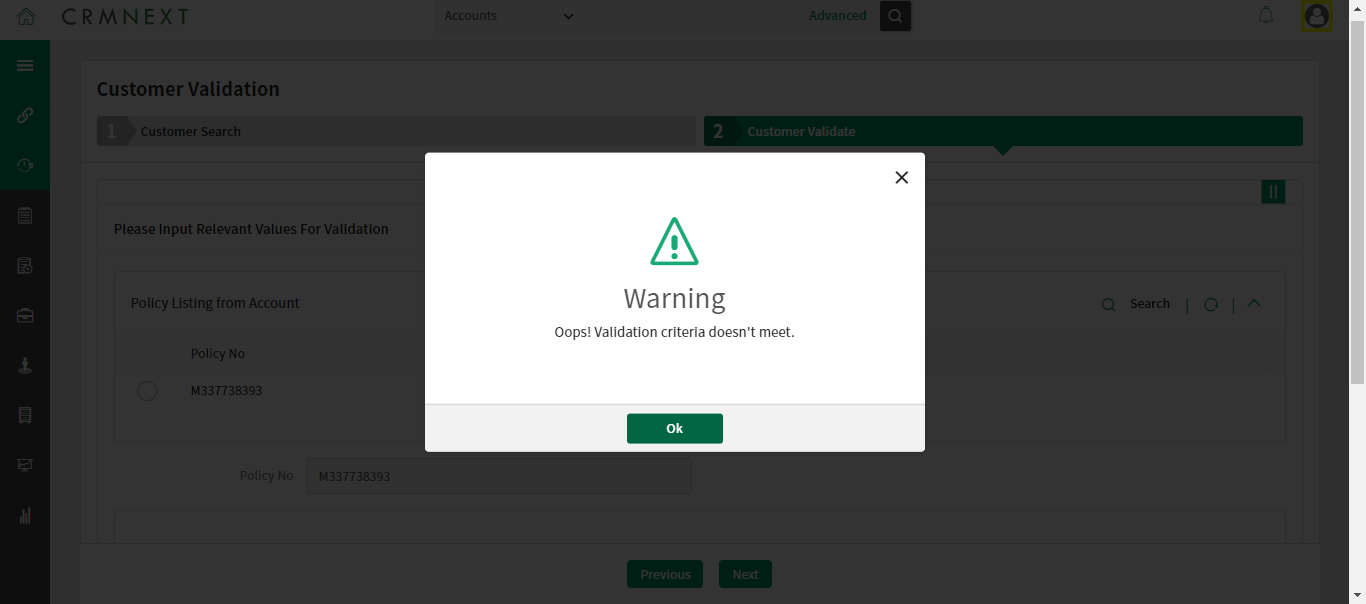 CRMNEXT
Accounts
Advanced
Customer Validation
1 Customer Search
2 Customer Validate
Please Input Relevant Values For Validation
Policy Listing from Account
Search
Policy No
M337738393
Policy No M337738393
Warning
Oops! Validation criteria doesn't meet.
Ok
Previous
Next